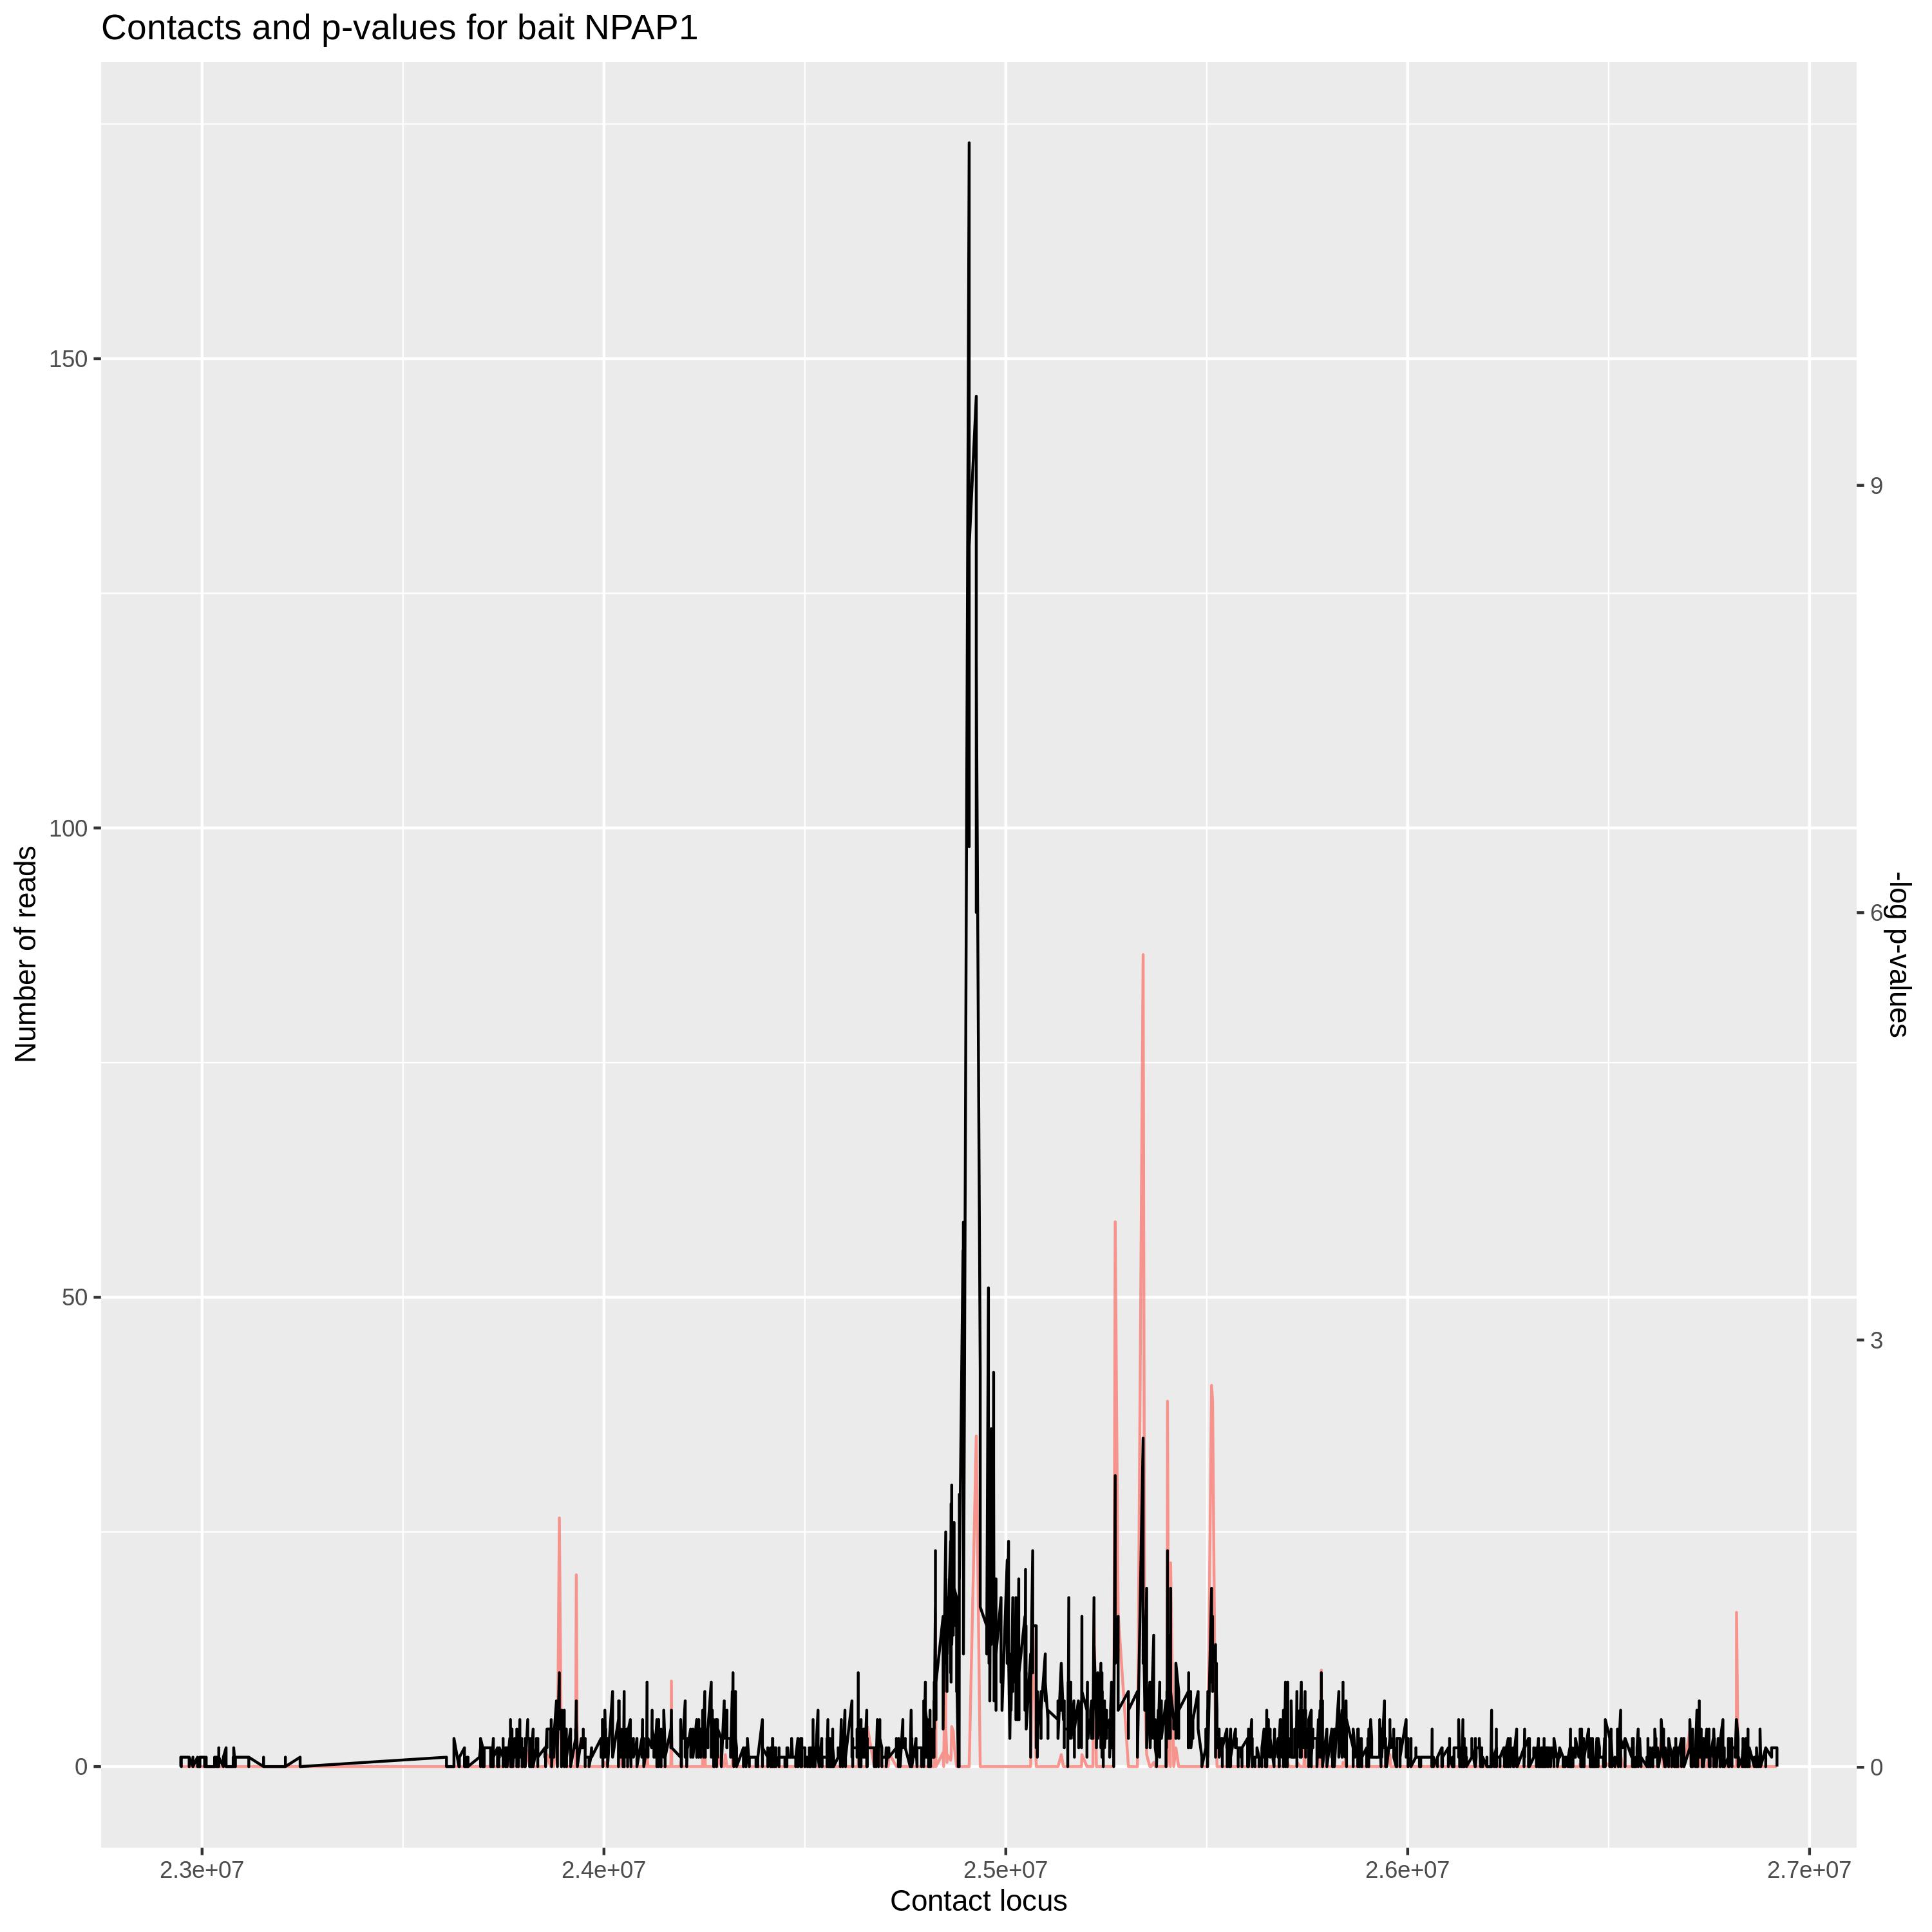 Contacts and p-values for bait NPAP1
150
100
50
0
Number of reads
9
6
3
0
-log p-values
2.3e+07 2.4e+07 2.5e+07 2.6e+07 2.7e+07
Contact locus